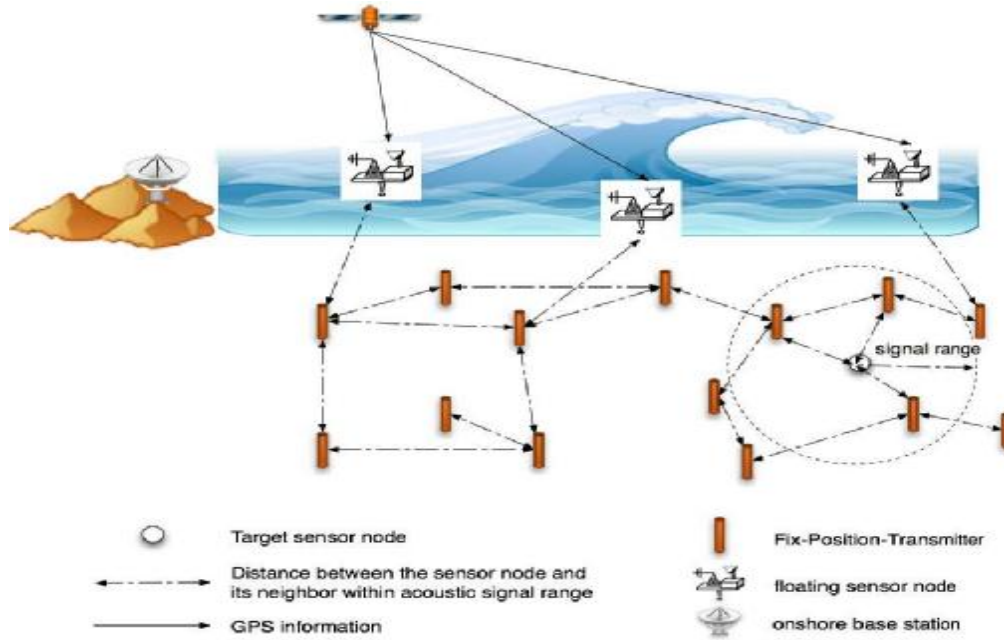 signal range
Target sensor node
Fix-Position-Transmitter
Distance between the sensor node and
its neighbor within acoustic signal range
floating sensor node
GPS information
onshore base station